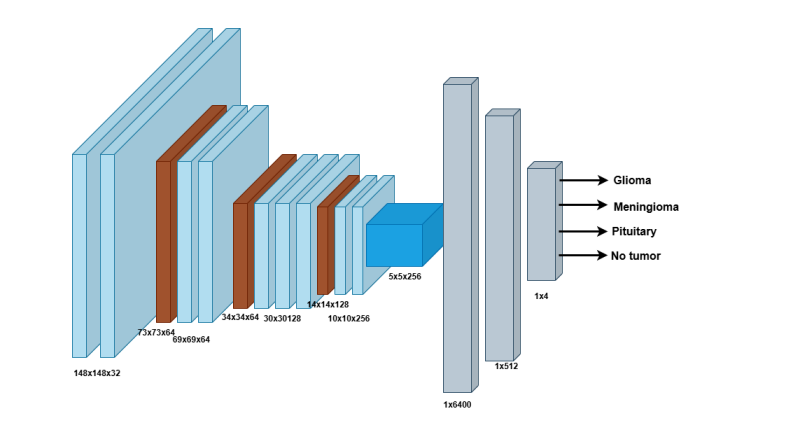 148x148x32
73x73x64
69x69x64
34x34x64
30x30128
14x14x128
10x10x256
5x5x256
1x6400
1x512
1x4
Glioma
Meningioma
Pituitary
No tumor